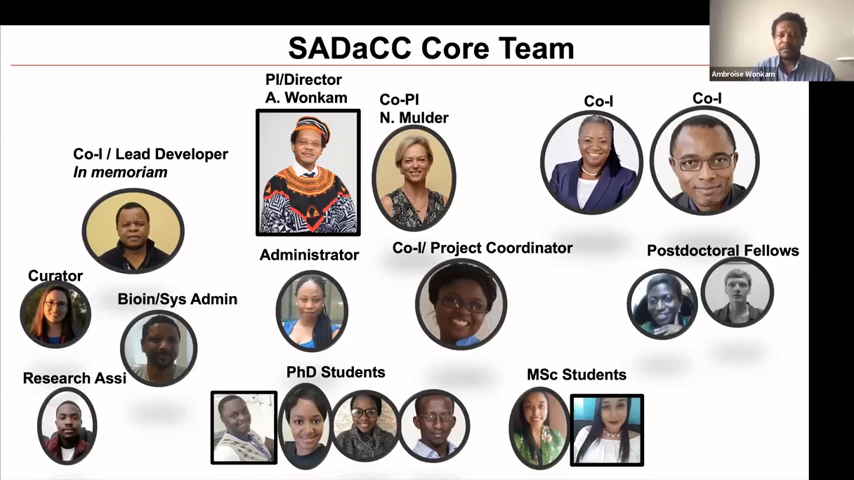 SADaCC Core Team
Ambroise Wonkam
PI/Director
A. Wonkam
Co-PI
N. Mulder
Co-I
Co-I
Co-I / Lead Developer
In memoriam
Administrator
Co-I/ Project Coordinator
Postdoctoral Fellows
Curator
Bioin/Sys Admin
Research Assi
PhD Students
MSc Students